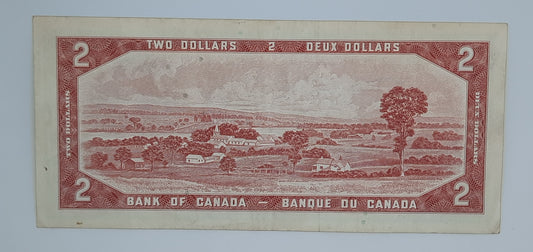 2 TWO DOLLARS 2 DEUX DOLLARS 2
TWO DOLLARS
DEUX DOLLARS
2 BANK OF CANADA — BANQUE DU CANADA 2